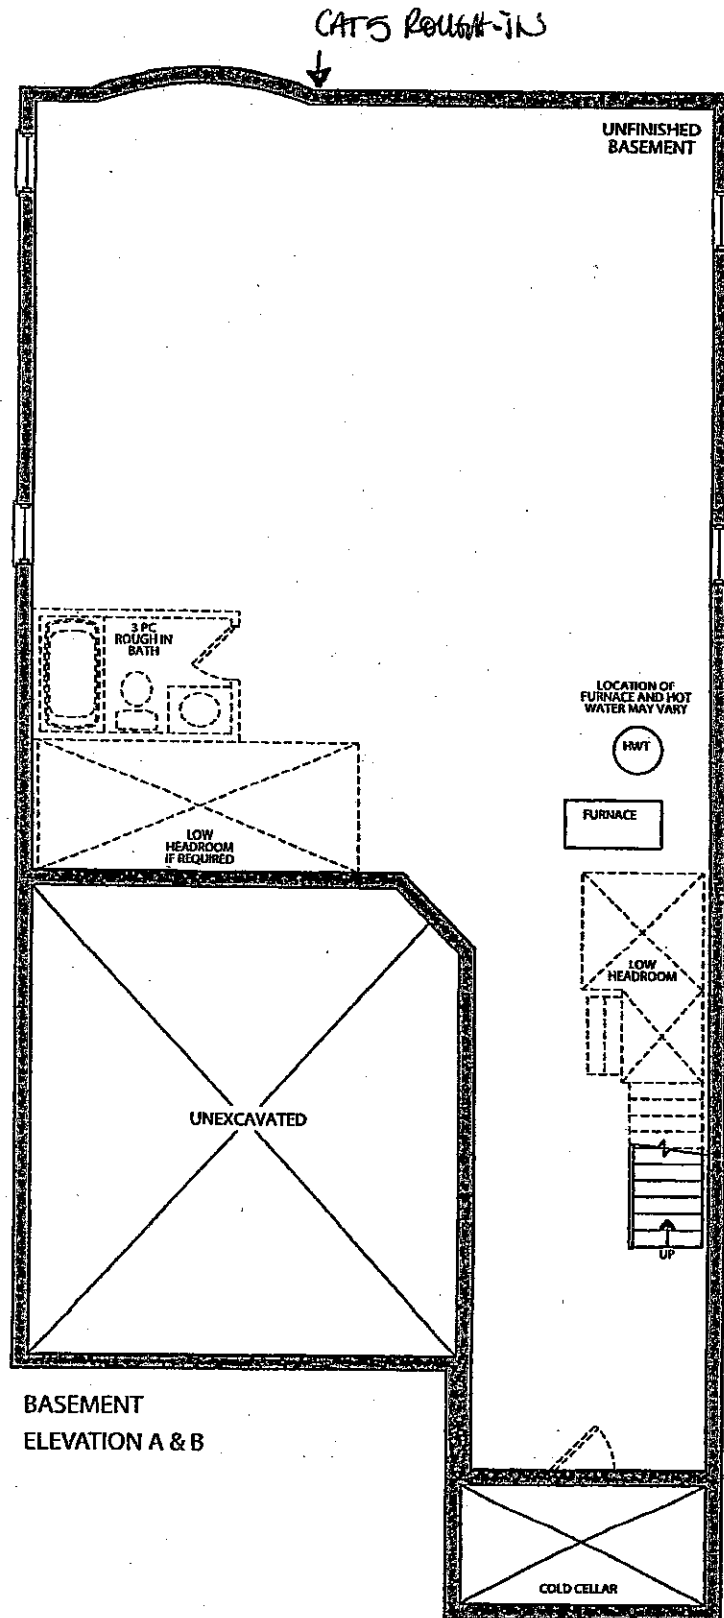 CAT5 ROUGH-IN
UNFINISHED
BASEMENT
3 PC
ROUGH IN
BATH
LOCATION OF
FURNACE AND HOT
WATER MAY VARY
HWT
FURNACE
LOW
HEADROOM
IF REQUIRED
LOW
HEADROOM
UNEXCAVATED
UP
BASEMENT
ELEVATION A & B
COLD CELLAR